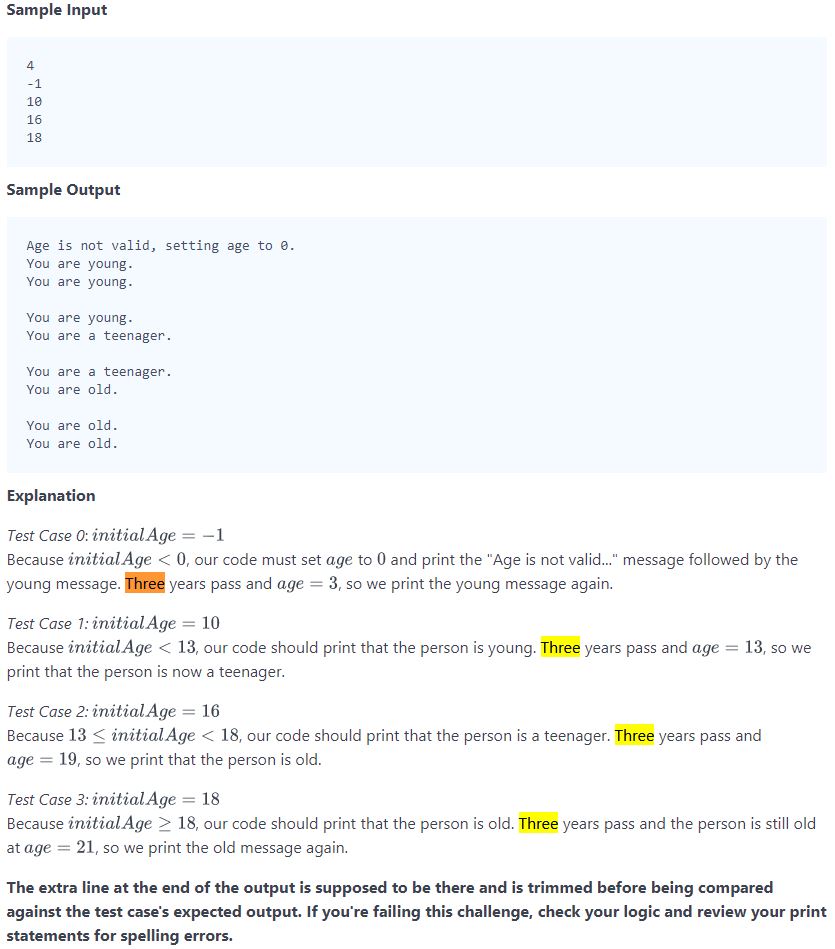 Sample Input
4
-1
10
16
18
Sample Output
Age is not valid, setting age to 0.
You are young.
You are young.
You are young.
You are a teenager.
You are a teenager.
You are old.
You are old.
You are old.
Explanation
Test Case 0: initialAge = −1
Because initialAge < 0, our code must set age to 0 and print the "Age is not valid..." message followed by the
young message. Three years pass and age = 3, so we print the young message again.
Test Case 1: initialAge = 10
Because initialAge < 13, our code should print that the person is young. Three years pass and age = 13, so we
print that the person is now a teenager.
Test Case 2: initialAge = 16
Because 13 ≤ initialAge < 18, our code should print that the person is a teenager. Three years pass and
age = 19, so we print that the person is old.
Test Case 3: initialAge = 18
Because initialAge ≥ 18, our code should print that the person is old. Three years pass and the person is still old
at age = 21, so we print the old message again.
The extra line at the end of the output is supposed to be there and is trimmed before being compared
against the test case's expected output. If you're failing this challenge, check your logic and review your print
statements for spelling errors.